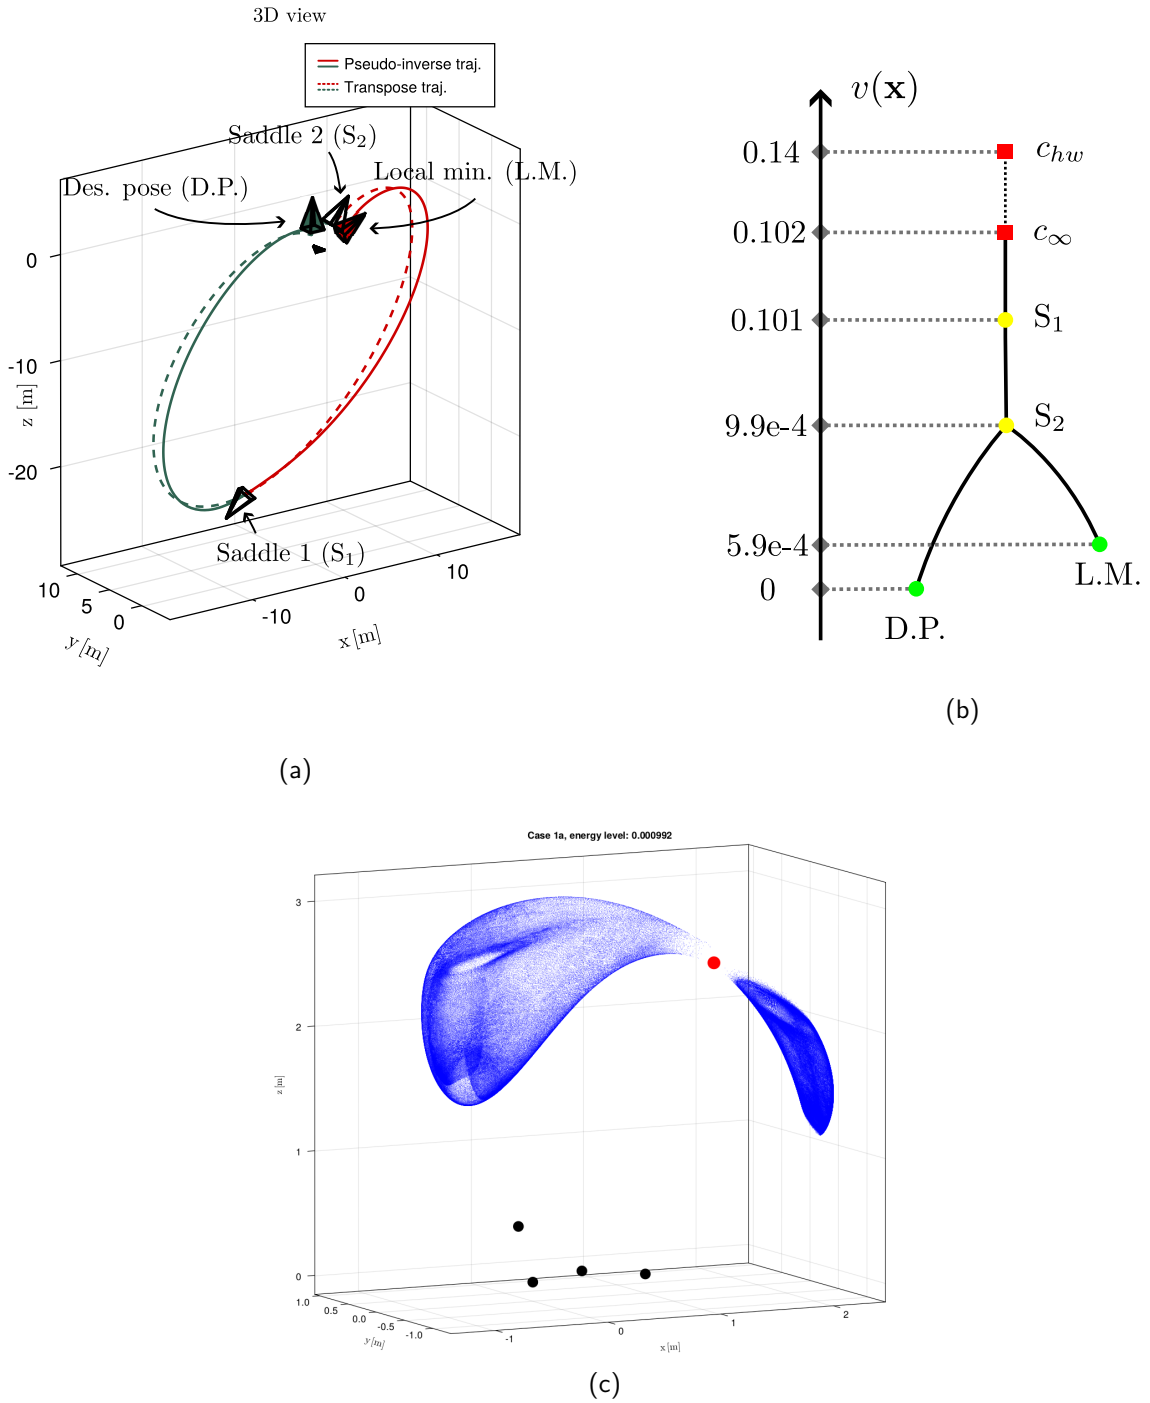 3D view
Pseudo-inverse traj.
Transpose traj.
Saddle 2 (S₂)
Local min. (L.M.)
Des. pose (D.P.)
0
-10
-20
z [m]
Saddle 1 (S₁)
10
5
0
y [m]
-10
0
10
x [m]
(a)
v(x)
0.14
c_{hw}
0.102
c_∞
0.101
S₁
9.9e-4
S₂
5.9e-4
L.M.
0
D.P.
(b)
Case 1a, energy level: 0.000992
3
2
1
0
z [m]
1.0
0.5
0.0
-0.5
-1.0
y [m]
-1
0
1
2
x [m]
(c)